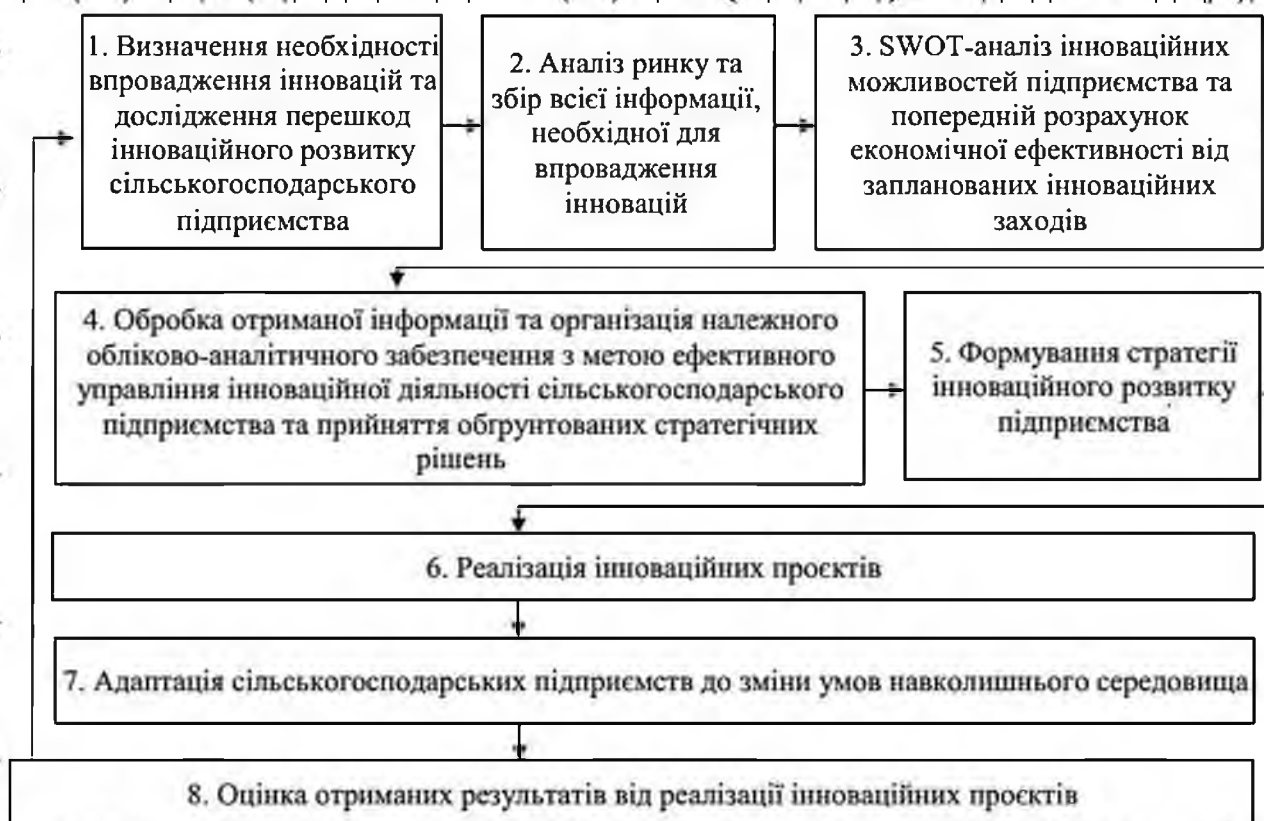 1. Визначення необхідності
впровадження інновацій та
дослідження перешкод
інноваційного розвитку
сільськогосподарського
підприємства
2. Аналіз ринку та
збір всієї інформації,
необхідної для
впровадження
інновацій
3. SWOT-аналіз інноваційних
можливостей підприємства та
попередній розрахунок
економічної ефективності від
запланованих інноваційних
заходів
4. Обробка отриманої інформації та організація належного
обліково-аналітичного забезпечення з метою ефективного
управління інноваційної діяльності сільськогосподарського
підприємства та прийняття обґрунтованих стратегічних
рішень
5. Формування стратегії
інноваційного розвитку
підприємства
6. Реалізація інноваційних проєктів
7. Адаптація сільськогосподарських підприємств до зміни умов навколишнього середовища
8. Оцінка отриманих результатів від реалізації інноваційних проєктів